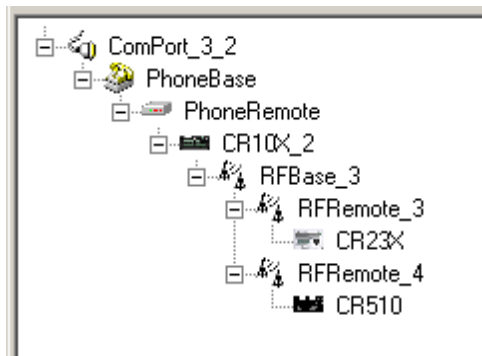 ComPort_3_2
PhoneBase
PhoneRemote
CR10X_2
RFBase_3
RFRemote_3
CR23X
RFRemote_4
CR510